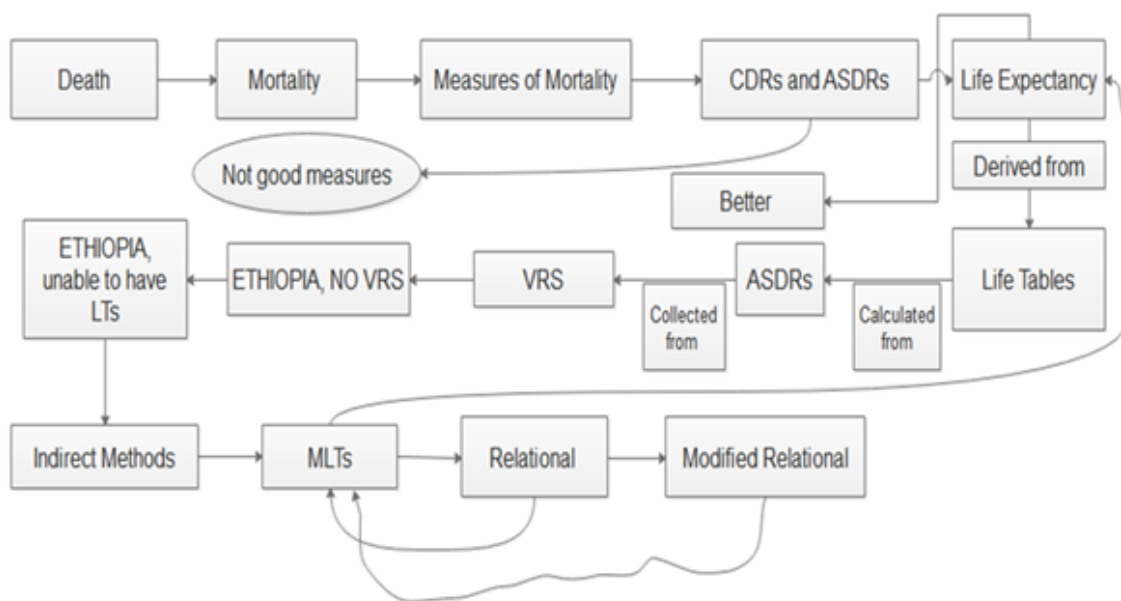 Death
Mortality
Measures of Mortality
CDRs and ASDRs
Life Expectancy
Not good measures
Better
Derived from
ETHIOPIA,
unable to have
LTs
ETHIOPIA, NO VRS
VRS
Collected
from
ASDRs
Calculated
from
Life Tables
Indirect Methods
MLTs
Relational
Modified Relational